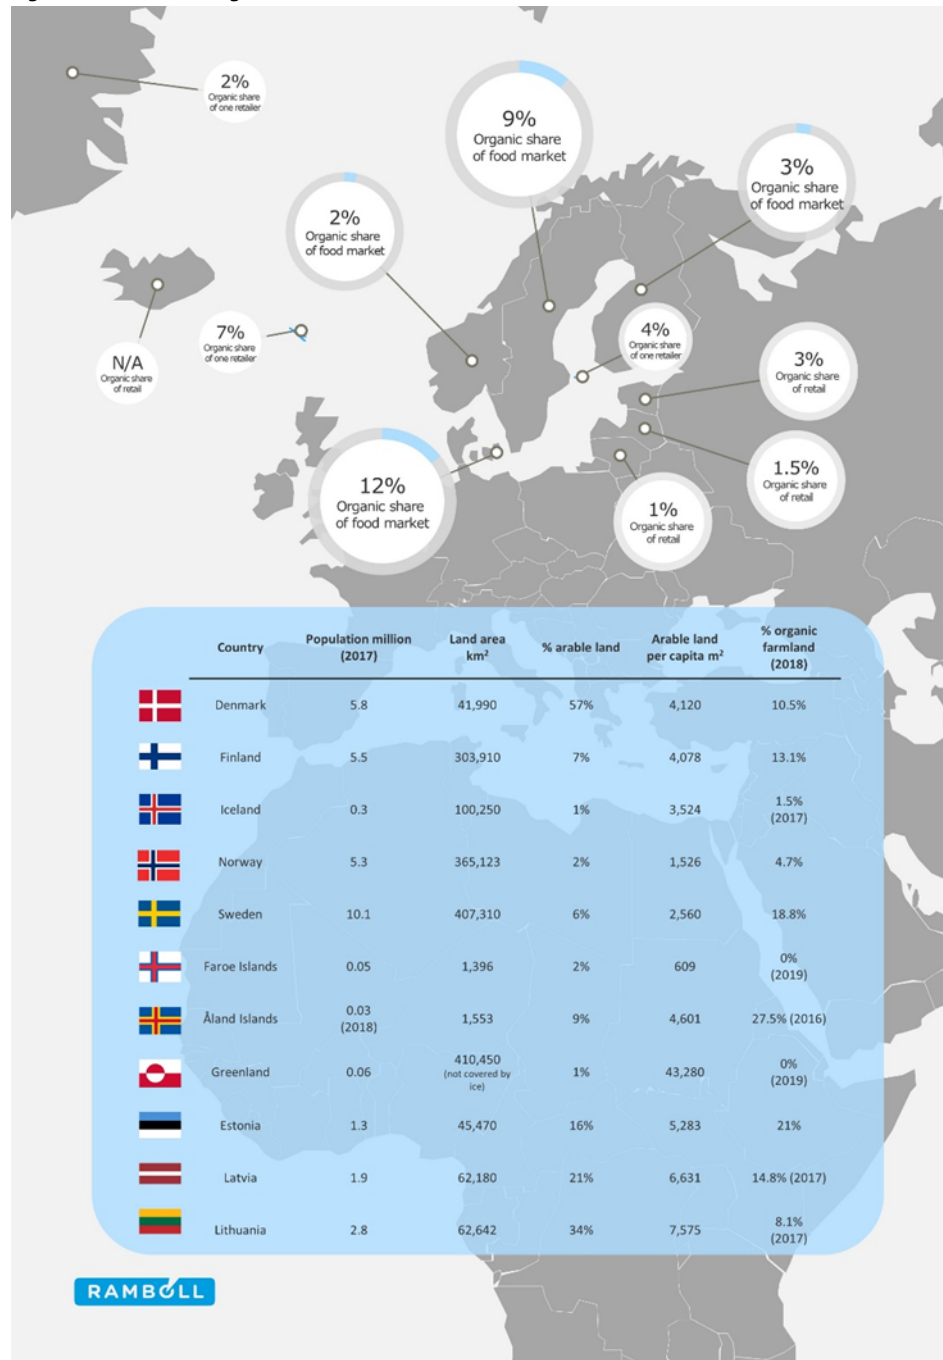 2%
Organic share
of one retailer
9%
Organic share
of food market
3%
Organic share
of food market
2%
Organic share
of food market
7%
Organic share
of one retailer
4%
Organic share
of one retailer
N/A
Organic share
of retail
3%
Organic share
of retail
12%
Organic share
of food market
1.5%
Organic share
of retail
1%
Organic share
of retail
Country Population million (2017) Land area km² % arable land Arable land per capita m² % organic farmland (2018)
Denmark 5.8 41,990 57% 4,120 10.5%
Finland 5.5 303,910 7% 4,078 13.1%
Iceland 0.3 100,250 1% 3,524 1.5% (2017)
Norway 5.3 365,123 2% 1,526 4.7%
Sweden 10.1 407,310 6% 2,560 18.8%
Faroe Islands 0.05 1,396 2% 609 0% (2019)
Åland Islands 0.03 (2018) 1,553 9% 4,601 27.5% (2016)
Greenland 0.06 410,450 (not covered by ice) 1% 43,280 0% (2019)
Estonia 1.3 45,470 16% 5,283 21%
Latvia 1.9 62,180 21% 6,631 14.8% (2017)
Lithuania 2.8 62,642 34% 7,575 8.1% (2017)
RAMBOLL